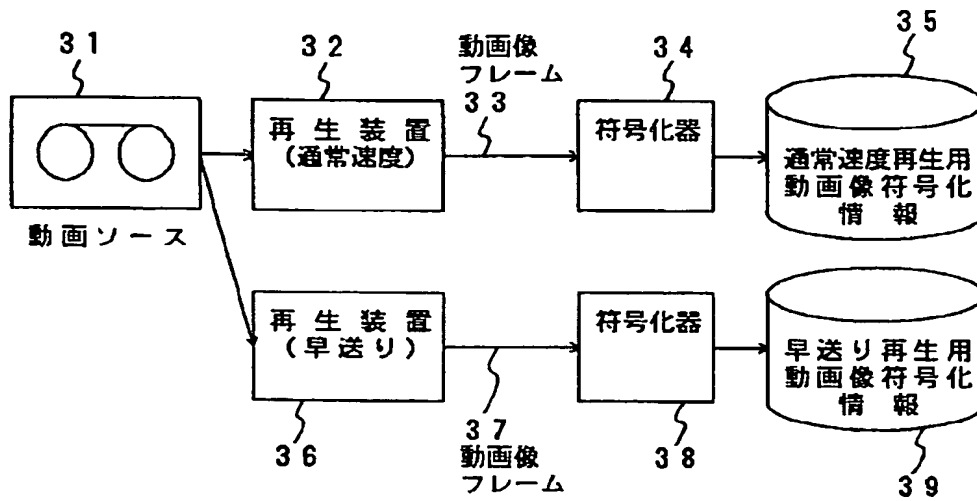 31
32
動画像
フレーム
33
34
35
再生装置
(通常速度)
符号化器
通常速度再生用
動画像符号化
情報
動画ソース
再生装置
(早送り)
符号化器
早送り再生用
動画像符号化
情報
36
37
動画像
フレーム
38
39